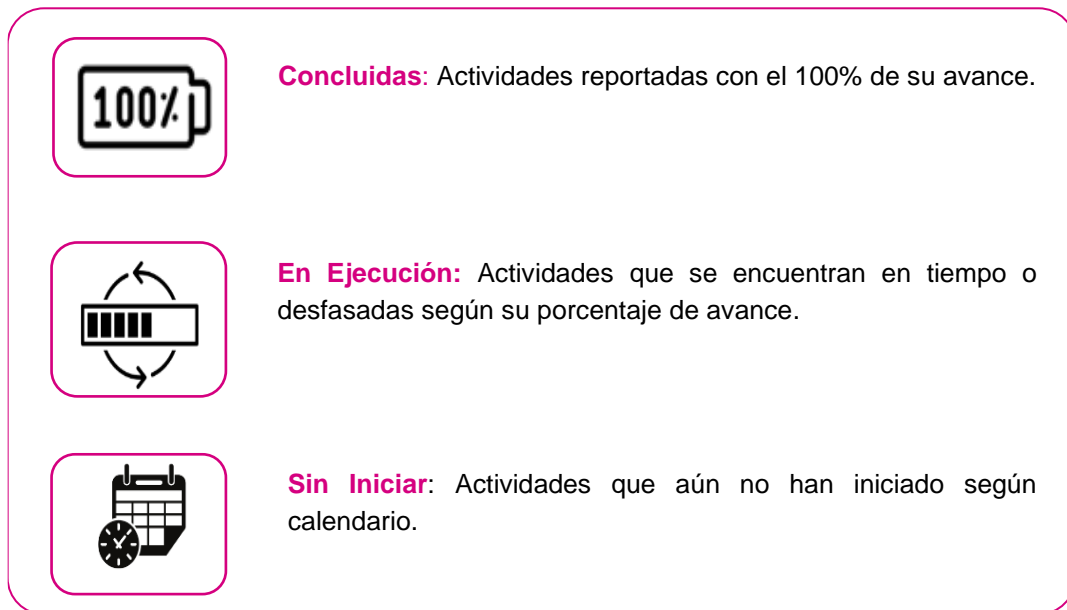 100%
Concluidas: Actividades reportadas con el 100% de su avance.
En Ejecución: Actividades que se encuentran en tiempo o
desfasadas según su porcentaje de avance.
Sin Iniciar: Actividades que aún no han iniciado según
calendario.